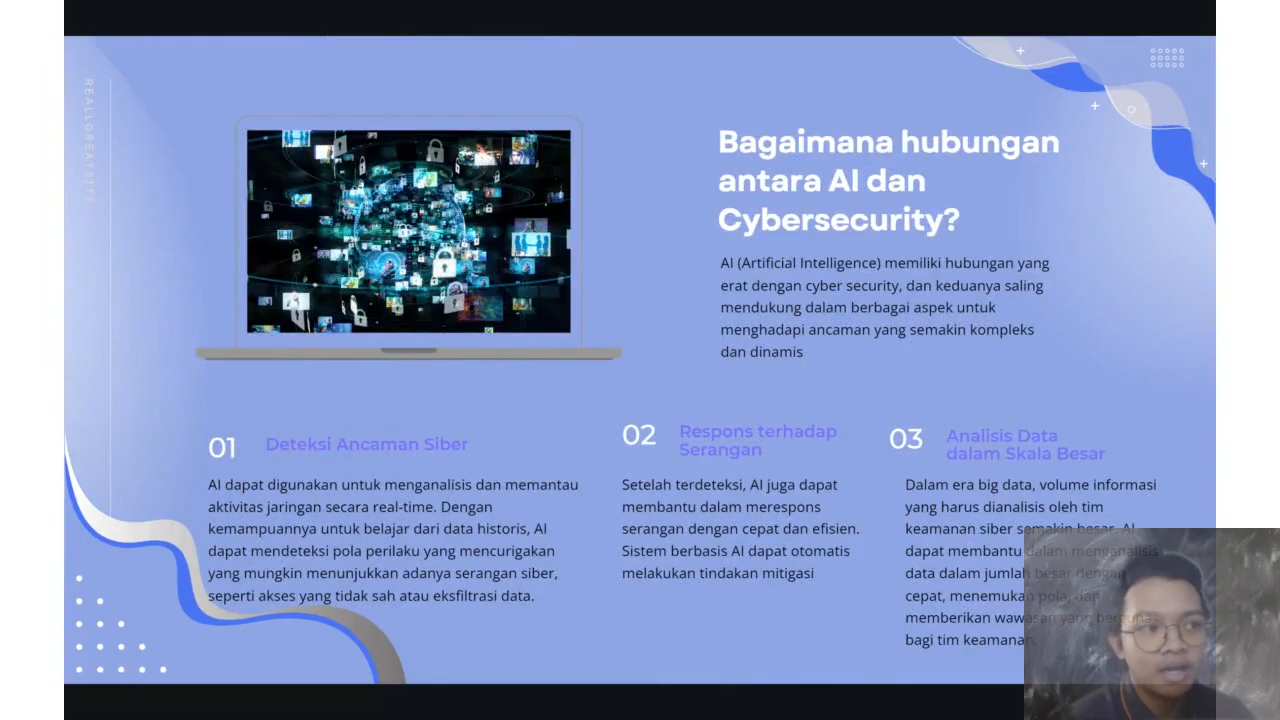 REALLGREATSITE
Bagaimana hubungan
antara AI dan
Cybersecurity?
AI (Artificial Intelligence) memiliki hubungan yang
erat dengan cyber security, dan keduanya saling
mendukung dalam berbagai aspek untuk
menghadapi ancaman yang semakin kompleks
dan dinamis
01
Deteksi Ancaman Siber
AI dapat digunakan untuk menganalisis dan memantau
aktivitas jaringan secara real-time. Dengan
kemampuannya untuk belajar dari data historis, AI
dapat mendeteksi pola perilaku yang mencurigakan
yang mungkin menunjukkan adanya serangan siber,
seperti akses yang tidak sah atau eksfiltrasi data.
02
Respons terhadap
Serangan
Setelah terdeteksi, AI juga dapat
membantu dalam merespons
serangan dengan cepat dan efisien.
Sistem berbasis AI dapat otomatis
melakukan tindakan mitigasi
03
Analisis Data
dalam Skala Besar
Dalam era big data, volume informasi
yang harus dianalisis oleh tim
keamanan siber semakin besar. AI
dapat membantu dalam menganalisis
data dalam jumlah besar dengan
cepat, menemukan pola, dan
memberikan wawasan yang berguna
bagi tim keamanan.